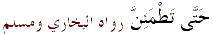 حَتَّى تَطْمَئِنَّ رواه البخاري ومسلم